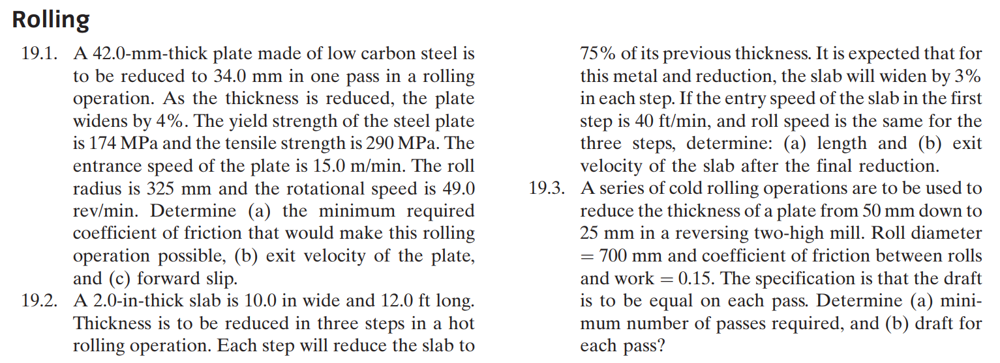 Rolling
19.1. A 42.0-mm-thick plate made of low carbon steel is
to be reduced to 34.0 mm in one pass in a rolling
operation. As the thickness is reduced, the plate
widens by 4%. The yield strength of the steel plate
is 174 MPa and the tensile strength is 290 MPa. The
entrance speed of the plate is 15.0 m/min. The roll
radius is 325 mm and the rotational speed is 49.0
rev/min. Determine (a) the minimum required
coefficient of friction that would make this rolling
operation possible, (b) exit velocity of the plate,
and (c) forward slip.
19.2. A 2.0-in-thick slab is 10.0 in wide and 12.0 ft long.
Thickness is to be reduced in three steps in a hot
rolling operation. Each step will reduce the slab to
75% of its previous thickness. It is expected that for
this metal and reduction, the slab will widen by 3%
in each step. If the entry speed of the slab in the first
step is 40 ft/min, and roll speed is the same for the
three steps, determine: (a) length and (b) exit
velocity of the slab after the final reduction.
19.3. A series of cold rolling operations are to be used to
reduce the thickness of a plate from 50 mm down to
25 mm in a reversing two-high mill. Roll diameter
= 700 mm and coefficient of friction between rolls
and work = 0.15. The specification is that the draft
is to be equal on each pass. Determine (a) mini-
mum number of passes required, and (b) draft for
each pass?